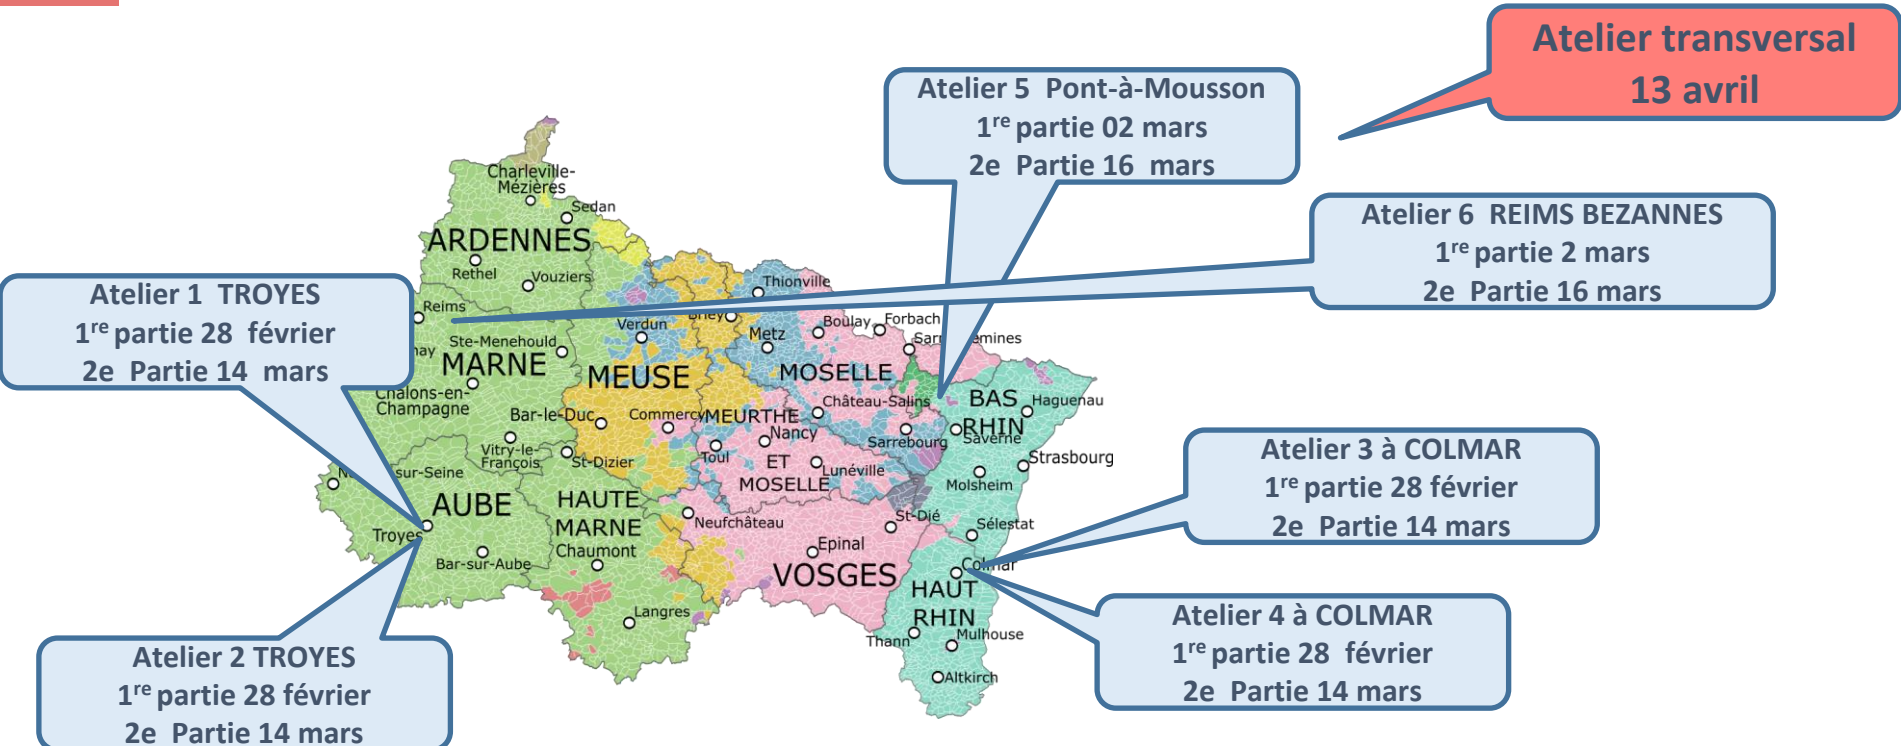 Atelier transversal
13 avril
Atelier 5 Pont-à-Mousson
1re partie 02 mars
2e Partie 16 mars
Atelier 6 REIMS BEZANNES
1re partie 2 mars
2e Partie 16 mars
Atelier 1 TROYES
1re partie 28 février
2e Partie 14 mars
Atelier 3 à COLMAR
1re partie 28 février
2e Partie 14 mars
Atelier 2 TROYES
1re partie 28 février
2e Partie 14 mars
Atelier 4 à COLMAR
1re partie 28 février
2e Partie 14 mars
Charleville-
Mézières
Sedan
ARDENNES
Rethel
Vouziers
Reims
Thionville
Verdun
Briey
Metz
Boulay
Forbach
Ste-Menehould
MARNE
MEUSE
MOSELLE
Châlons-en-
Champagne
Bar-le-Duc
Commercy
MEURTHE
ET
MOSELLE
Château-Salins
BAS
RHIN
Haguenau
Nancy
Sarrebourg
Saverne
Vitry-le-
François
St-Dizier
Toul
Lunéville
Strasbourg
Molsheim
sur-Seine
AUBE
HAUTE
MARNE
Neufchâteau
St-Dié
Sélestat
Troyes
Chaumont
Epinal
VOSGES
Colmar
Bar-sur-Aube
HAUT
RHIN
Langres
Thann
Mulhouse
Altkirch